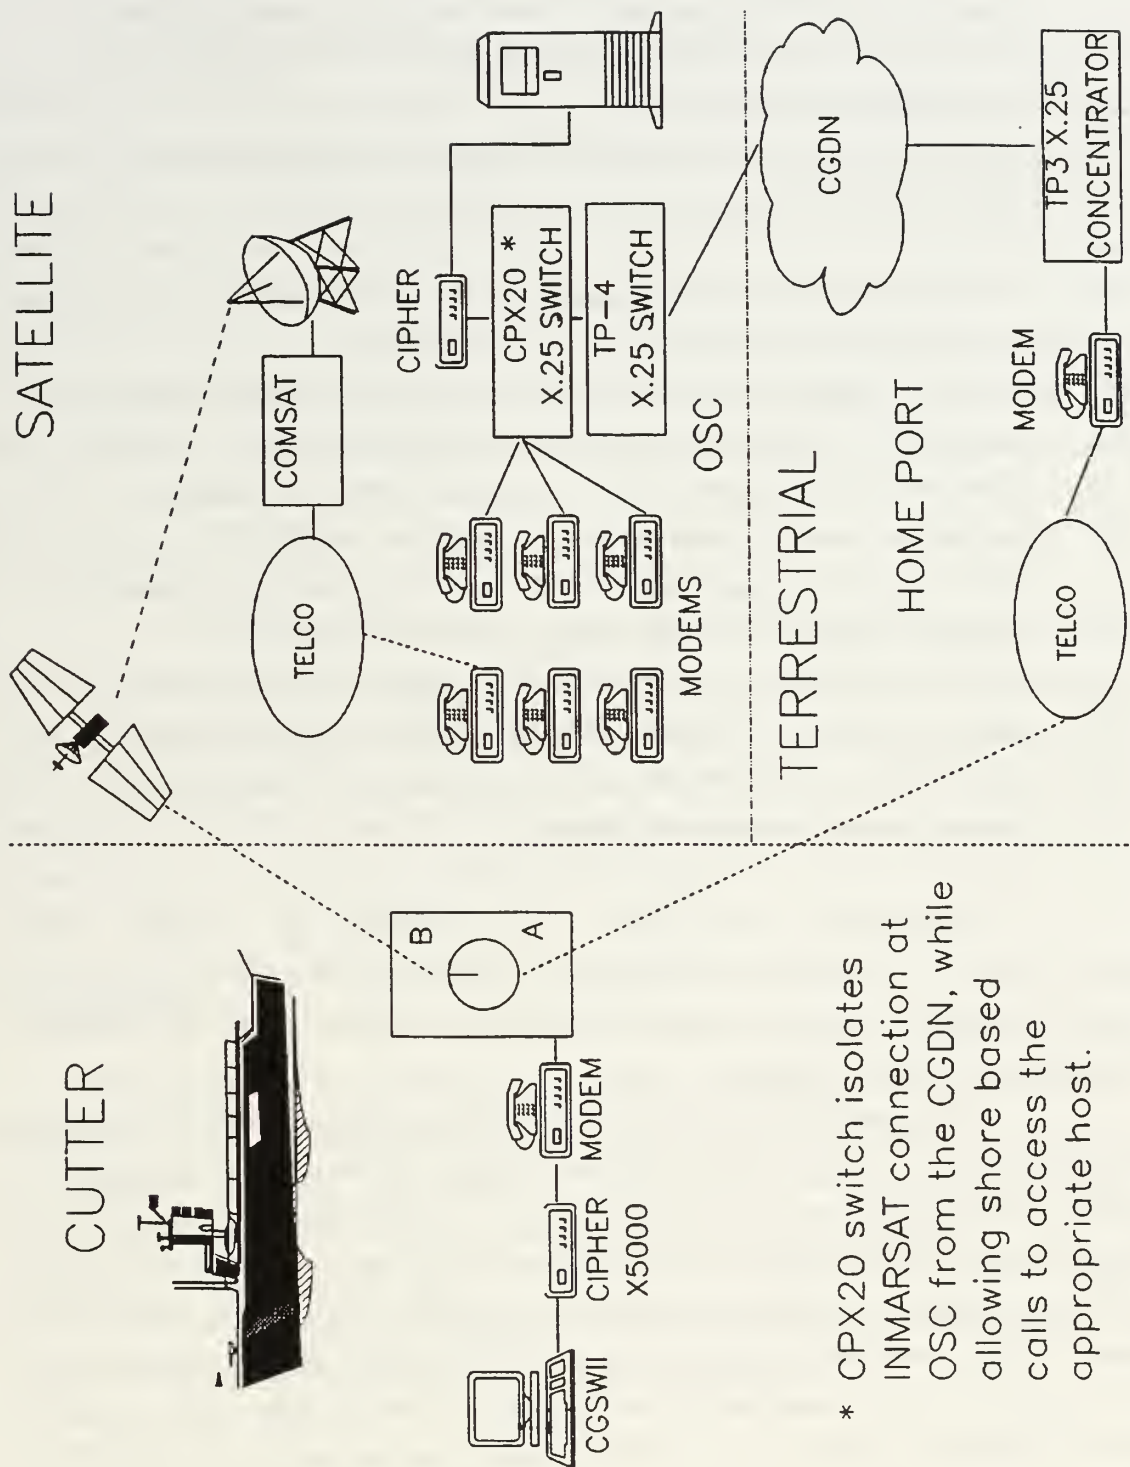 CUTTER
SATELLITE
COMSAT
TELCO
CIPHER
CPX20 *
X.25 SWITCH
TP-4
X.25 SWITCH
OSC
MODEMS
B
A
MODEM
CIPHER
X5000
CGSWII
TERRESTRIAL
CGDN
HOME PORT
TELCO
MODEM
TP3 X.25
CONCENTRATOR
* CPX20 switch isolates
INMARSAT connection at
OSC from the CGDN, while
allowing shore based
calls to access the
appropriate host.